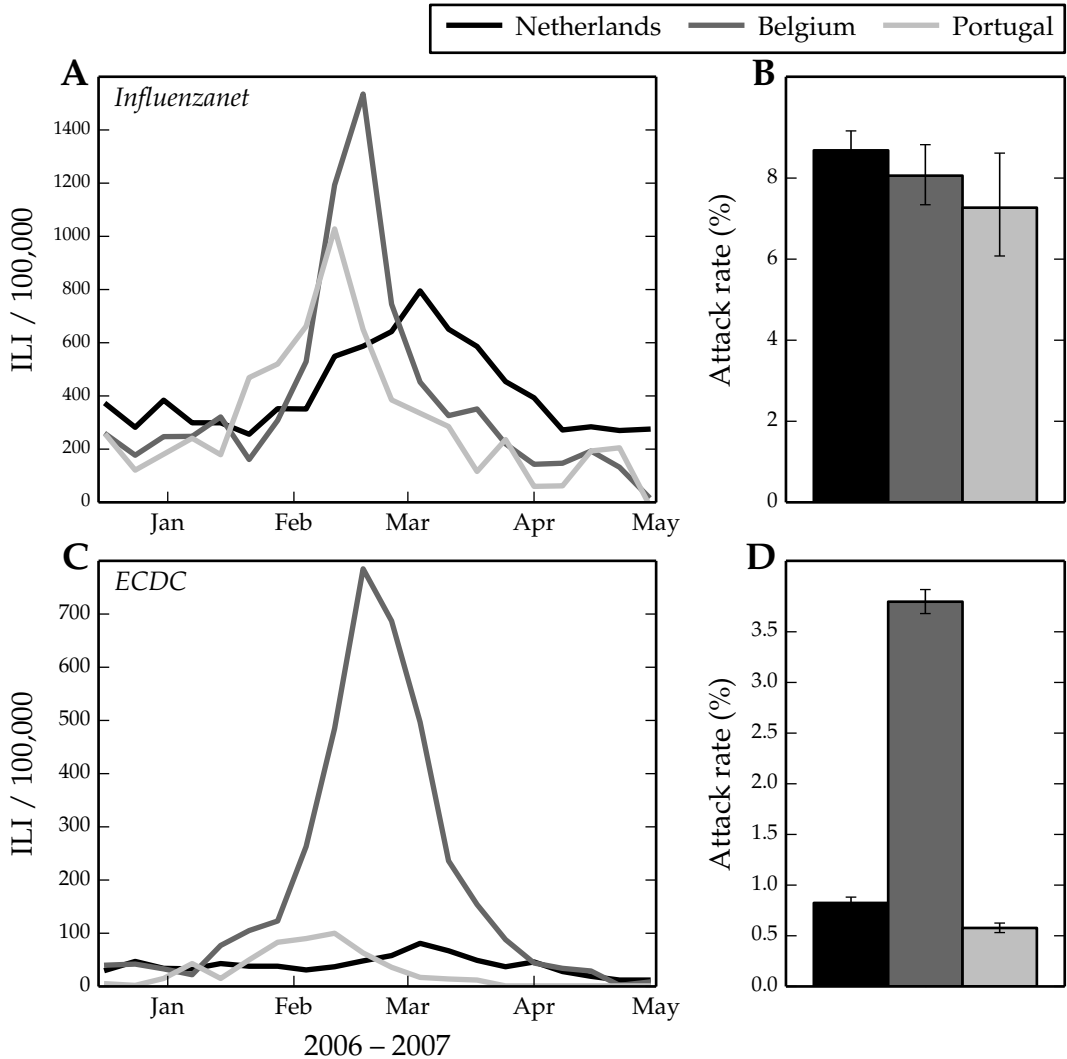 Netherlands Belgium Portugal
A
Influenzanet
ILI / 100,000
1400
1200
1000
800
600
400
200
0
Jan Feb Mar Apr May
B
Attack rate (%)
8
6
4
2
0
C
ECDC
ILI / 100,000
700
600
500
400
300
200
100
0
Jan Feb Mar Apr May
2006 – 2007
D
Attack rate (%)
3.5
3.0
2.5
2.0
1.5
1.0
0.5
0.0